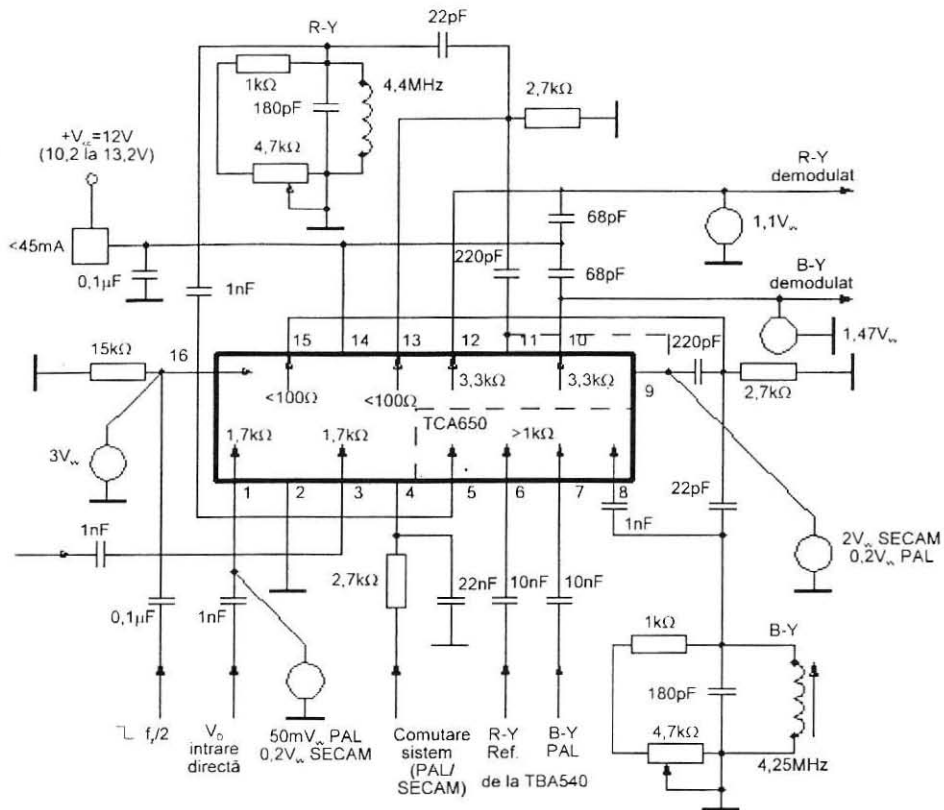 22pF
R-Y
1kΩ
4,4MHz
180pF
2,7kΩ
4,7kΩ
+Vcc=12V
(10,2 la 13,2V)
R-Y
demodulat
68pF
1,1Vvv
<45mA
220pF
0,1µF
1nF
68pF
B-Y
demodulat
15 14 13 12 11 10
220pF
1,47Vvv
15kΩ
16
<100Ω
<100Ω
3,3kΩ
3,3kΩ
9
2,7kΩ
TCA650
1,7kΩ
1,7kΩ
>1kΩ
3Vvv
1 2 3 4 5 6 7 8
22pF
1nF
1nF
2Vvv SECAM
0,2Vvv PAL
2,7kΩ
22nF
10nF
10nF
0,1µF
1nF
1kΩ
B-Y
180pF
4,7kΩ
4,25MHz
/2
VD
intrare
directă
50mVvv PAL
0,2Vvv SECAM
Comutare
sistem
(PAL/
SECAM)
R-Y
Ref.
B-Y
PAL
de la TBA540